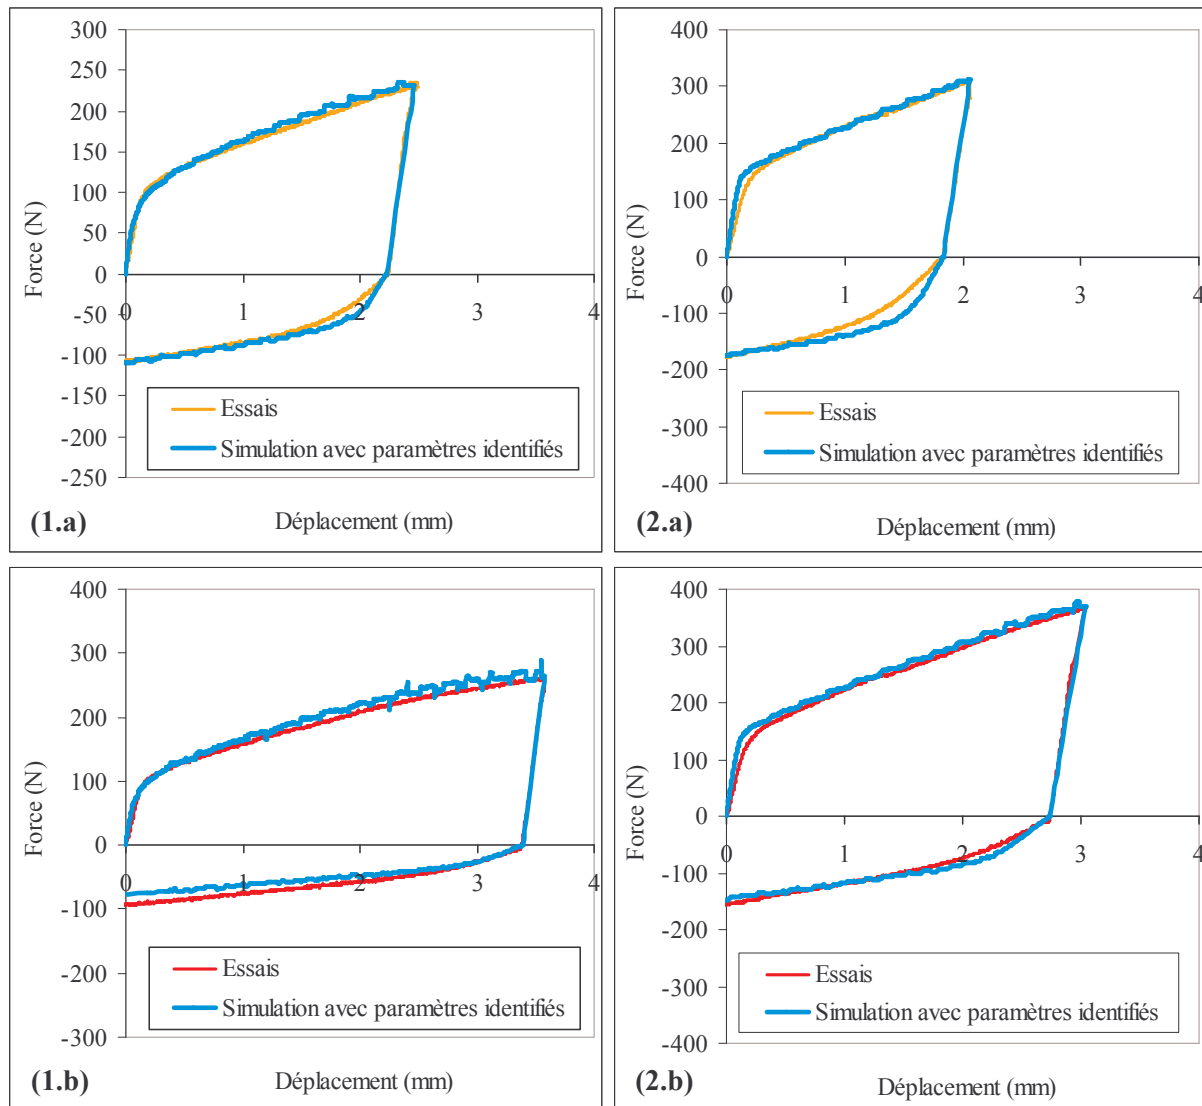 300
250
200
150
100
50
0
-50
-100
-150
-200
-250
0
1
2
3
4
Force (N)
Essais
Simulation avec paramètres identifiés
(1.a)
Déplacement (mm)
400
300
200
100
0
-100
-200
-300
-400
0
1
2
3
4
Force (N)
Essais
Simulation avec paramètres identifiés
(2.a)
Déplacement (mm)
400
300
200
100
0
-100
-200
-300
0
1
2
3
4
Force (N)
Essais
Simulation avec paramètres identifiés
(1.b)
Déplacement (mm)
400
300
200
100
0
-100
-200
-300
-400
0
1
2
3
4
Force (N)
Essais
Simulation avec paramètres identifiés
(2.b)
Déplacement (mm)